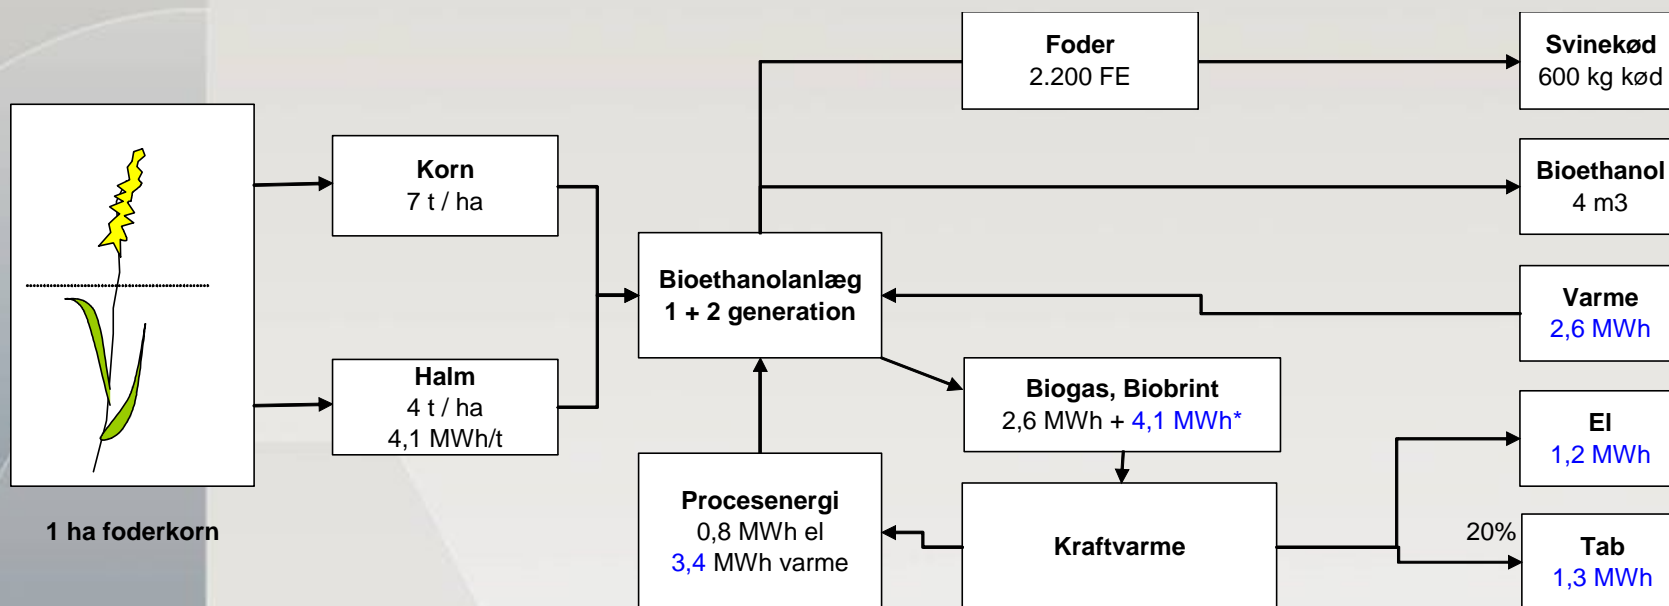 Foder
2.200 FE
Svinekød
600 kg kød
Korn
7 t / ha
Bioethanol
4 m3
Bioethanolanlæg
1 + 2 generation
Varme
2,6 MWh
Halm
4 t / ha
4,1 MWh/t
Biogas, Biobrint
2,6 MWh + 4,1 MWh*
El
1,2 MWh
Procesenergi
0,8 MWh el
3,4 MWh varme
Kraftvarme
20%
Tab
1,3 MWh
1 ha foderkorn